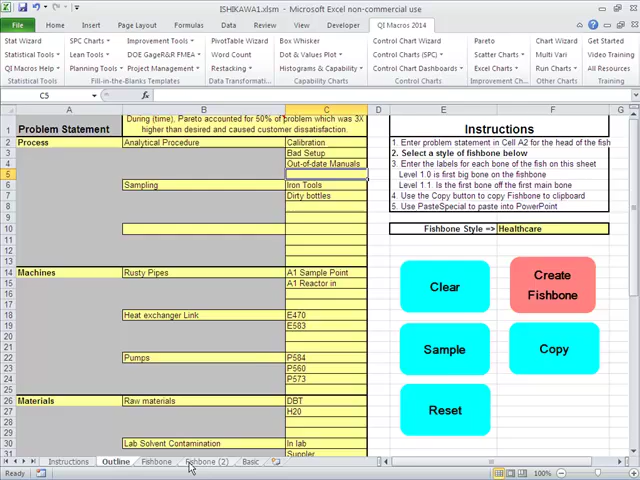 ISHIKAWA1.xlsm - Microsoft Excel non-commercial use
File Home Insert Page Layout Formulas Data Review View Developer QI Macros 2014
Stat Wizard SPC Charts Improvement Tools PivotTable Wizard Box Whisker Control Chart Wizard Pareto Chart Wizard Get Started
Statistical Tools Lean Tools DOE GageR&R FMEA Word Count Dot & Values Plot Control Charts (SPC) Scatter Multi Vari Run All Tools
QI Macros Help Planning Tools Project Management Data Transformation Histograms & Capability Control Chart Dashboards Excel Charts More Tests All Resources
Fill-in-the-Blanks Templates Data Transformati... Capability Charts Control Charts Improvement Ch...
C5 fx
A B C D E F G
1 Problem Statement During (time), Pareto accounted for 50% of problem which was 3X Instructions
higher than desired and caused customer dissatisfaction.
2 Process Analytical Procedure Calibration 1. Enter problem statement in Cell A2 for the head of the fish
3 Bad Setup 2. Select a style of fishbone below
4 Out-of-date Manuals 3. Enter the labels for each bone of the fish on this sheet
5 Level 1.0 is first big bone on the fishbone
6 Sampling Iron Tools Level 1.1. Is the first bone off the first main bone
7 Dirty bottles 4. Use the Copy button to copy Fishbone to clipboard
8 5. Use PasteSpecial to paste into PowerPoint
9
10 Fishbone Style => Healthcare
11
12
13
14 Machines Rusty Pipes A1 Sample Point
15 A1 Reactor in
Clear Create
Fishbone
16
17
18 Heat exchanger Link E470
19 E583
20
21
Sample Copy
22 Pumps P584
23 P560
24 P573
25
26 Materials Raw materials DBT
27 H20
Reset
28
29
30 Lab Solvent Contamination In lab
31 Supplier
Instructions Outline Fishbone Fishbone (2) Basic
Ready 100%